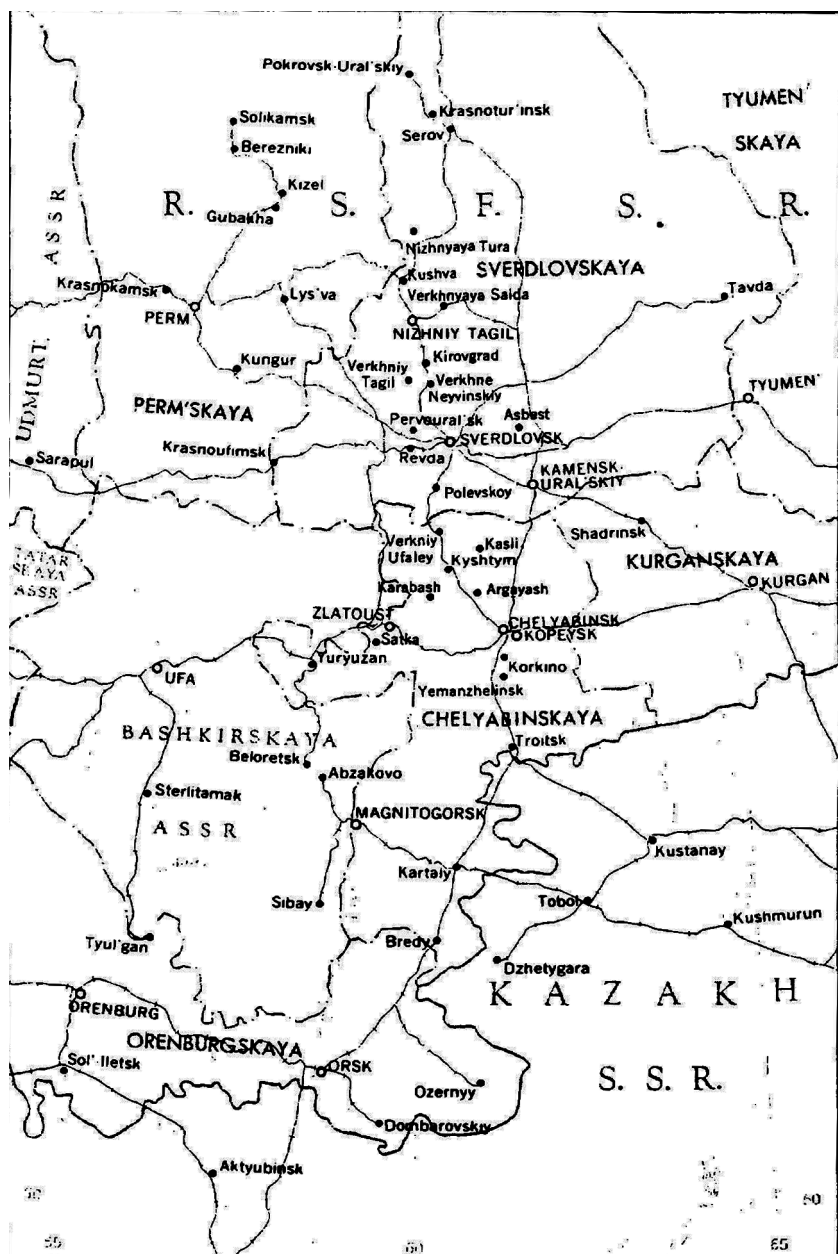 Pokrovsk-Ural'skiy
TYUMEN'
SKAYA
Krasnotur'insk
Solikamsk
Serov
Berezniki
Kizel
R. S. F. S. R.
Gubakha
ASSR
Nizhnyaya Tura
SVERDLOVSKAYA
Kushva
Krasnokamsk
Lys'va
Verkhnyaya Salda
Tavda
PERM
NIZHNIY TAGIL
Kirovgrad
Kungur
Verkhniy
Tagil
Verkhne
Neyvinskiy
TYUMEN'
UDMURT.
PERM'SKAYA
Pervoural'sk
Asbest
SVERDLOVSK
Sarapul
Krasnoufimsk
Revda
KAMENSK-
URAL'SKIY
Polevskoy
Shadrinsk
Verkniy
Ufaley
Kasli
TATAR
SKAYA
ASSR
Kyshtym
KURGANSKAYA
KURGAN
Karabash
Argayash
ZLATOUST
CHELYABINSK
KOPEYSK
Satka
Yuryuzan
Korkino
UFA
Yemanzhelinsk
CHELYABINSKAYA
BASHKIRSKAYA
Troitsk
Beloretsk
Abzakovo
Sterlitamak
MAGNITOGORSK
ASSR
Kustanay
Kartaly
Sibay
Tobol
Kushmurun
Tyul'gan
Bredy
Dzhetygara
KAZAKH
ORENBURG
ORENBURGSKAYA
Sol'-Iletsk
ORSK
S. S. R.
Ozernyy
Dombarovskiy
Aktyubinsk
50
55
60
65